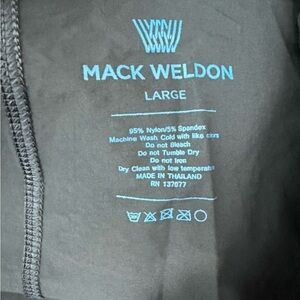 MACK WELDON
LARGE
95% Nylon/5% Spandex
Machine Wash Cold with like colors
Do not Bleach
Do not Tumble Dry
Do not Iron
Dry Clean with low temperature
MADE IN THAILAND
RN 137077